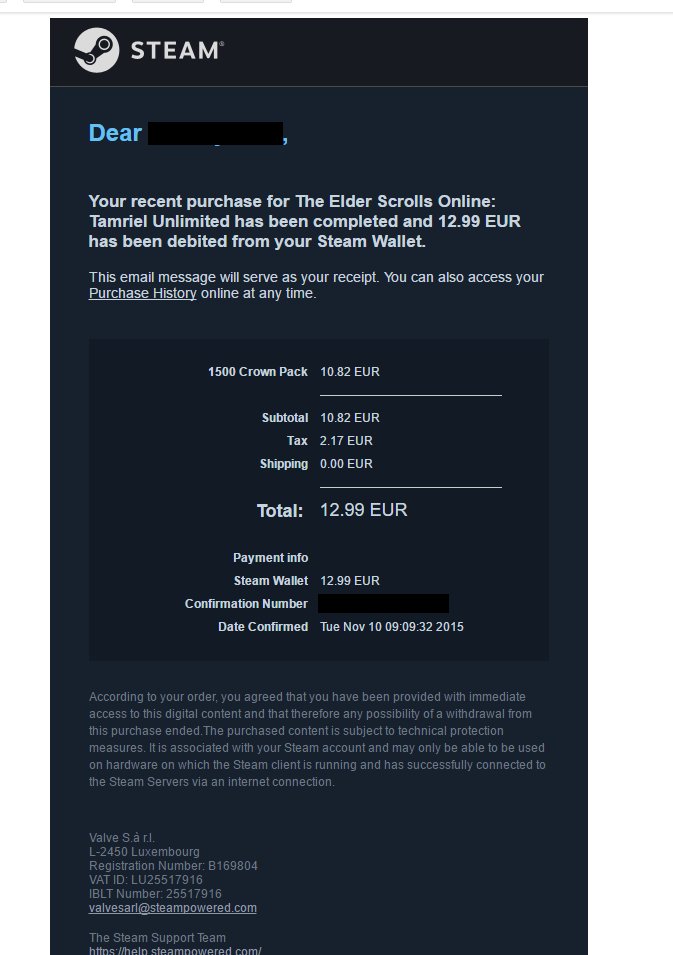 STEAM®
Dear ,
Your recent purchase for The Elder Scrolls Online:
Tamriel Unlimited has been completed and 12.99 EUR
has been debited from your Steam Wallet.
This email message will serve as your receipt. You can also access your
Purchase History online at any time.
1500 Crown Pack 10.82 EUR
Subtotal 10.82 EUR
Tax 2.17 EUR
Shipping 0.00 EUR
Total: 12.99 EUR
Payment info
Steam Wallet 12.99 EUR
Confirmation Number
Date Confirmed Tue Nov 10 09:09:32 2015
According to your order, you agreed that you have been provided with immediate
access to this digital content and that therefore any possibility of a withdrawal from
this purchase ended.The purchased content is subject to technical protection
measures. It is associated with your Steam account and may only be able to be used
on hardware on which the Steam client is running and has successfully connected to
the Steam Servers via an internet connection.
Valve S.à r.l.
L-2450 Luxembourg
Registration Number: B169804
VAT ID: LU25517916
IBLT Number: 25517916
valvesarl@steampowered.com
The Steam Support Team
https://help.steampowered.com/